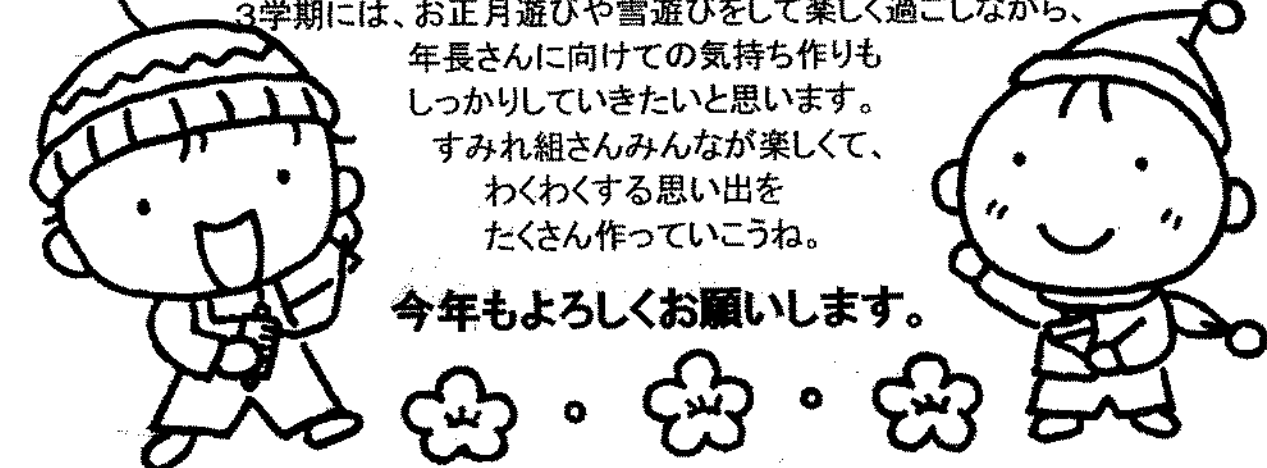 3学期には、お正月遊びや雪遊びをして楽しく過ごしながら、
年長さんに向けての気持ち作りも
しっかりしていきたいと思います。
すみれ組さんみんなが楽しくて、
わくわくする思い出を
たくさん作っていこうね。
今年もよろしくお願いします。